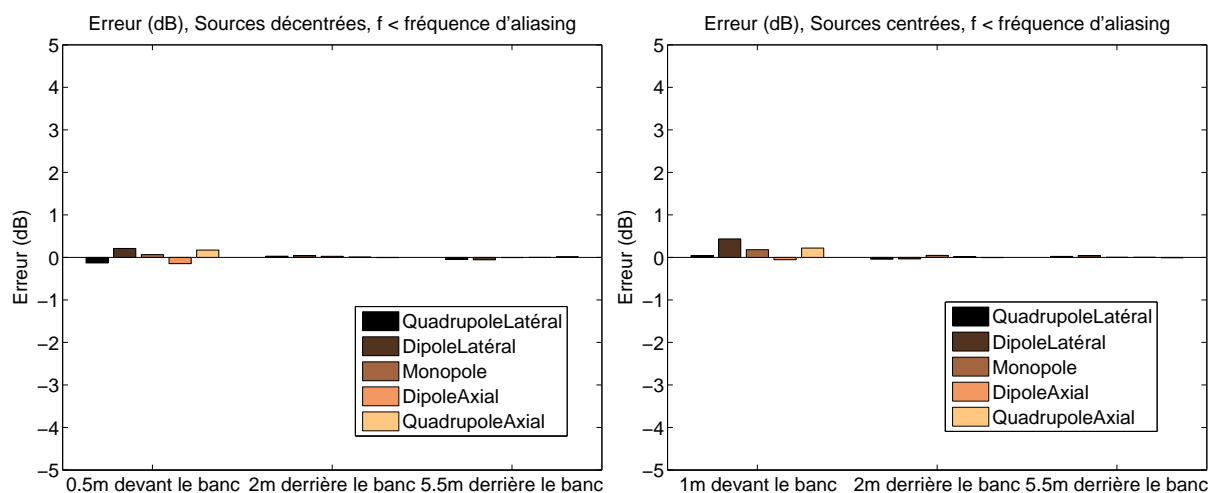 Erreur (dB), Sources décentrées, f < fréquence d'aliasing
5
4
3
2
1
0
−1
−2
−3
−4
−5
Erreur (dB)
QuadrupoleLatéral
DipoleLatéral
Monopole
DipoleAxial
QuadrupoleAxial
0.5m devant le banc 2m derrière le banc 5.5m derrière le banc
Erreur (dB), Sources centrées, f < fréquence d'aliasing
5
4
3
2
1
0
−1
−2
−3
−4
−5
Erreur (dB)
QuadrupoleLatéral
DipoleLatéral
Monopole
DipoleAxial
QuadrupoleAxial
1m devant le banc 2m derrière le banc 5.5m derrière le banc